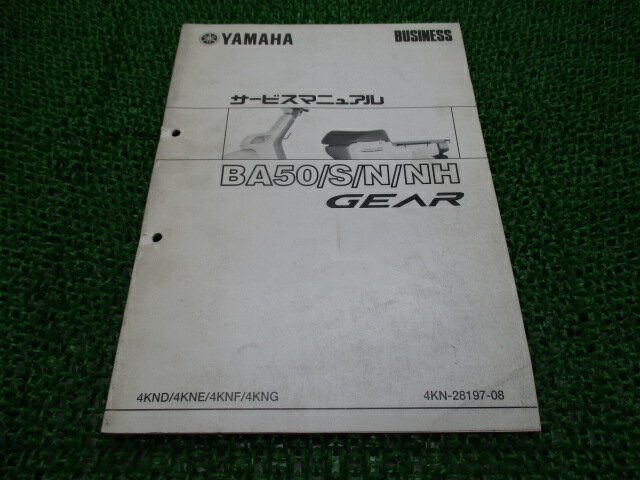 YAMAHA
BUSINESS
サービスマニュアル
BA50/S/N/NH
GEAR
4KND/4KNE/4KNF/4KNG
4KN-28197-08